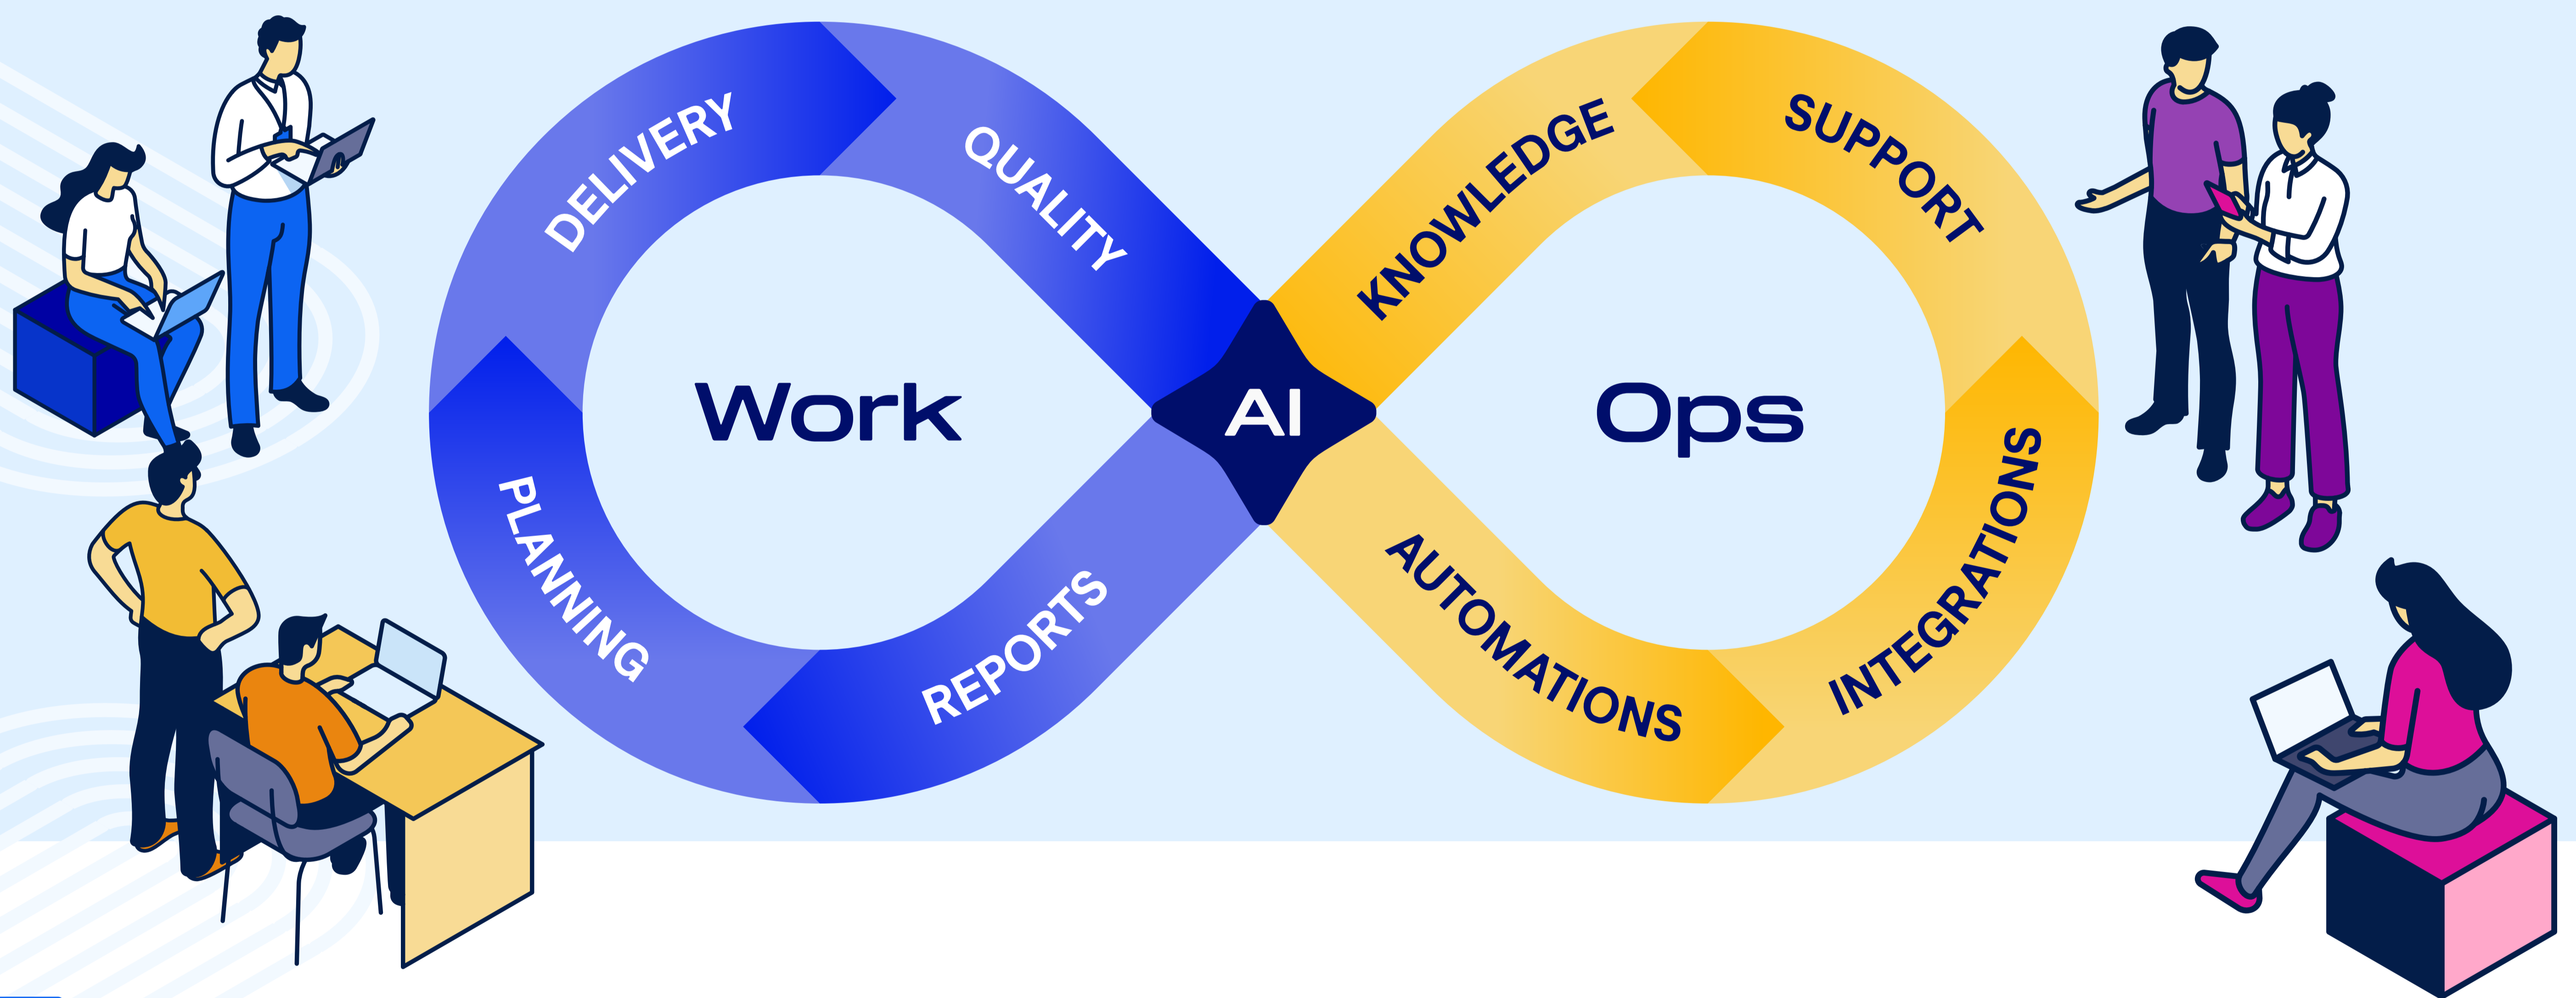 DELIVERY
QUALITY
KNOWLEDGE
SUPPORT
Work
AI
Ops
PLANNING
REPORTS
AUTOMATIONS
INTEGRATIONS